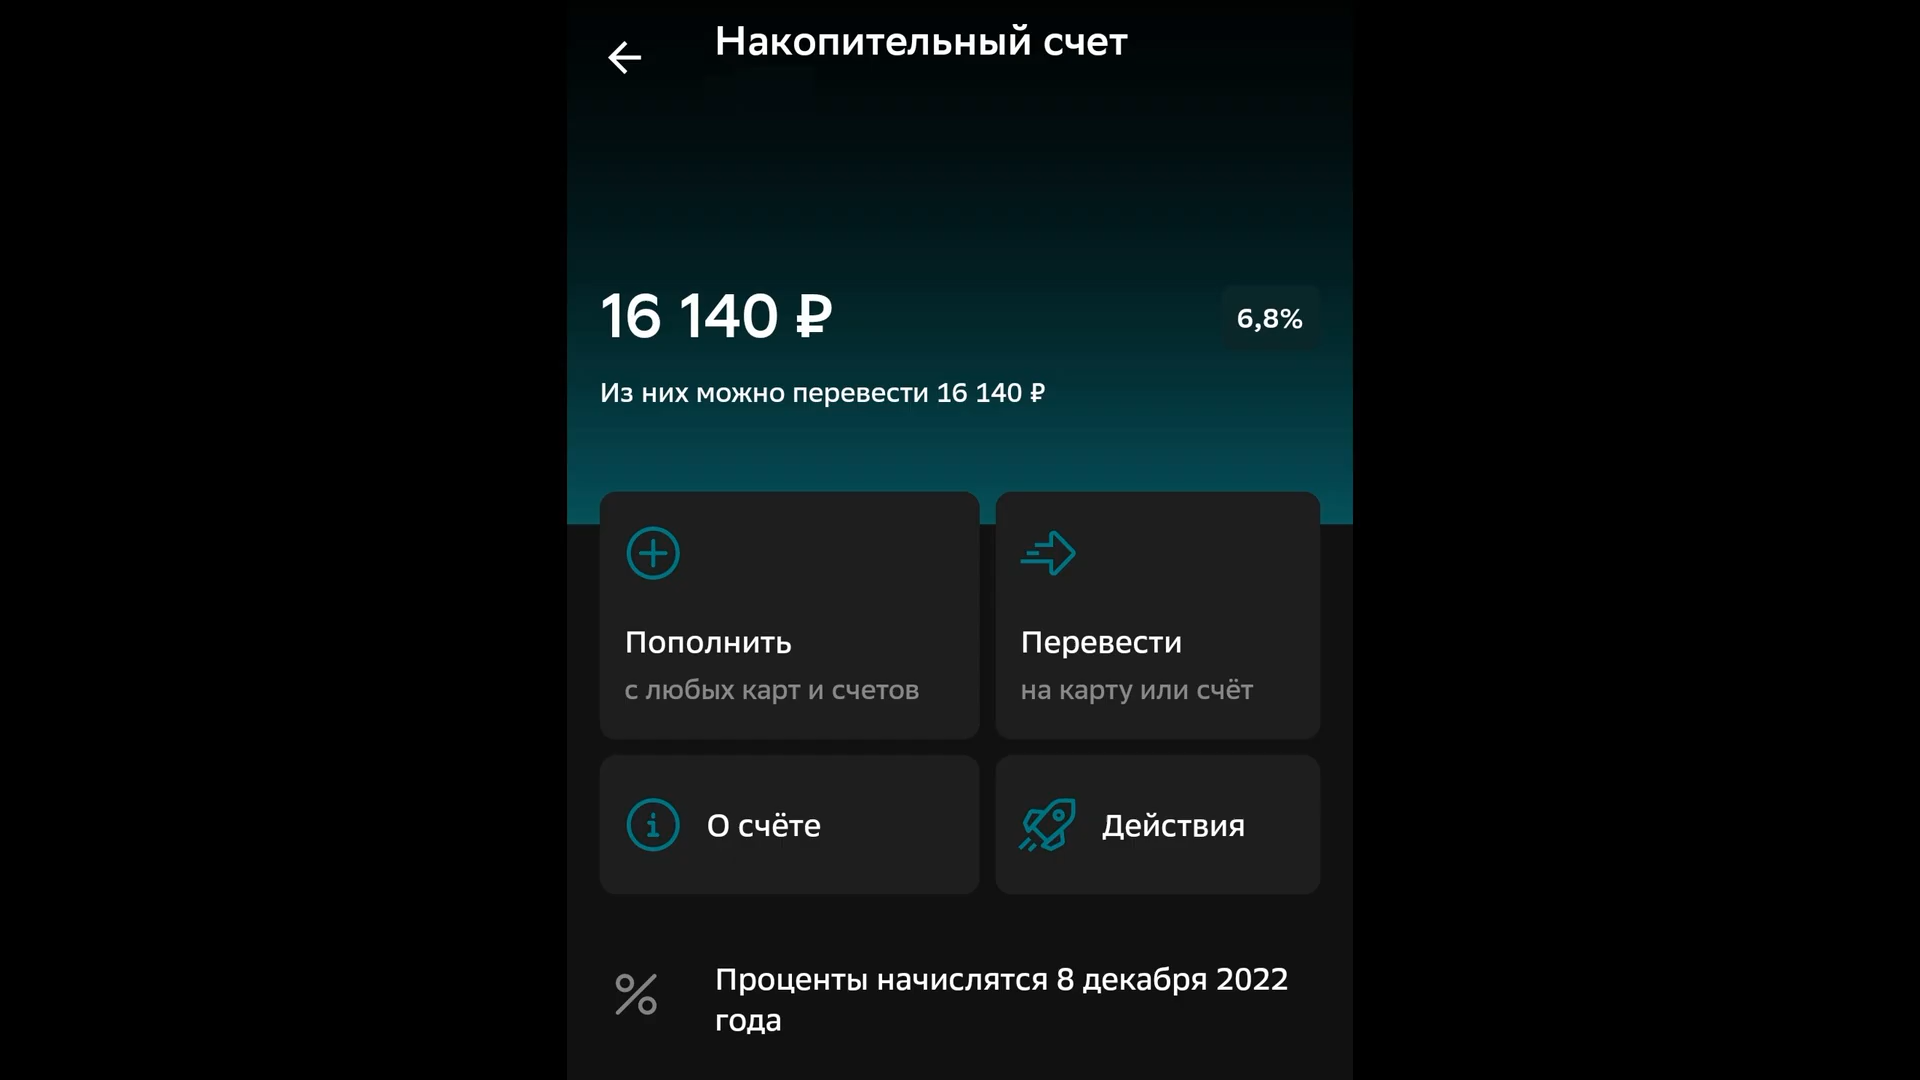 Накопительный счет
16 140 ₽
6,8%
Из них можно перевести 16 140 ₽
Пополнить
с любых карт и счетов
Перевести
на карту или счёт
О счёте
Действия
Проценты начислятся 8 декабря 2022
года